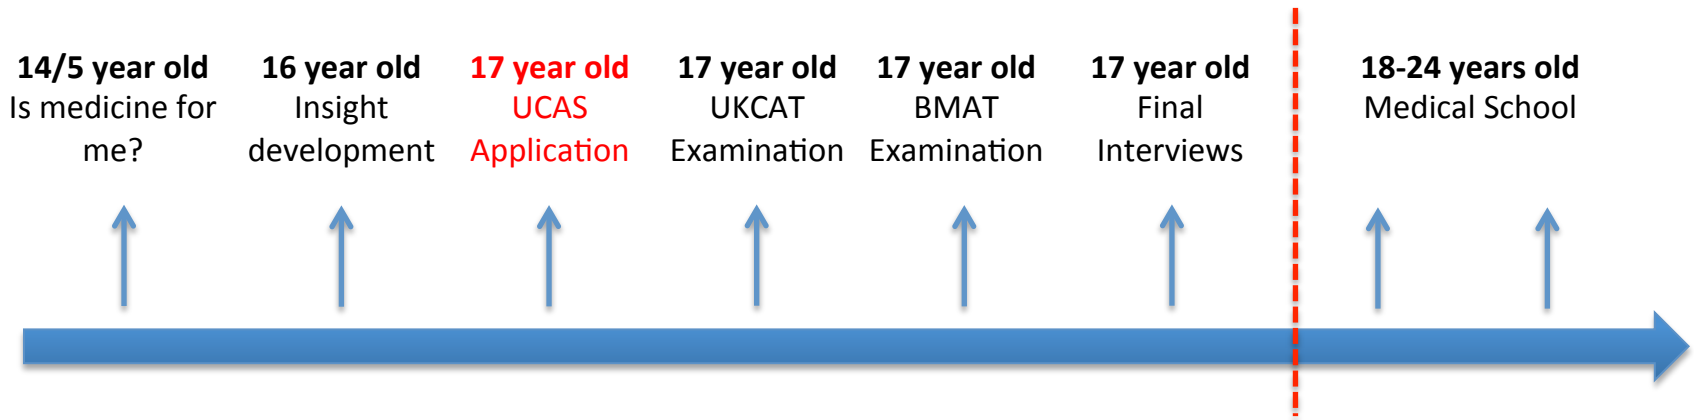 14/5 year old
Is medicine for
me?
16 year old
Insight
development
17 year old
UCAS
Application
17 year old
UKCAT
Examination
17 year old
BMAT
Examination
17 year old
Final
Interviews
18-24 years old
Medical School